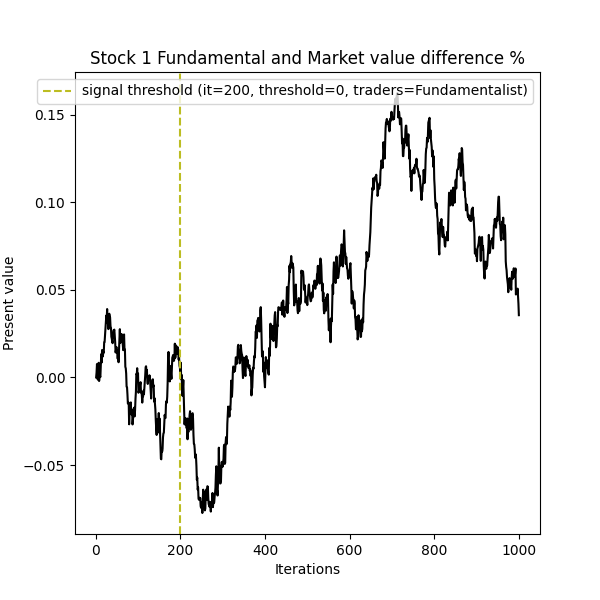 Stock 1 Fundamental and Market value difference %
signal threshold (it=200, threshold=0, traders=Fundamentalist)
Present value
0.15
0.10
0.05
0.00
−0.05
0 200 400 600 800 1000
Iterations